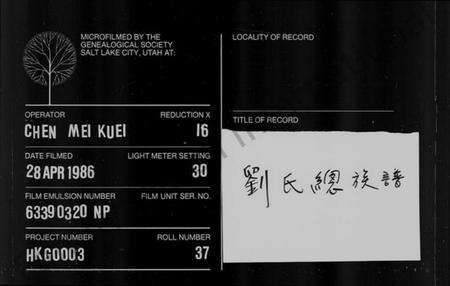 MICROFILMED BY THE
GENEALOGICAL SOCIETY
SALT LAKE CITY, UTAH AT:
OPERATOR REDUCTION X
CHEN MEI KUEI 16
DATE FILMED LIGHT METER SETTING
28 APR 1986 30
FILM EMULSION NUMBER FILM UNIT SER. NO.
63390320 NP
PROJECT NUMBER ROLL NUMBER
HKG0003 37
LOCALITY OF RECORD
TITLE OF RECORD
劉氏總族譜